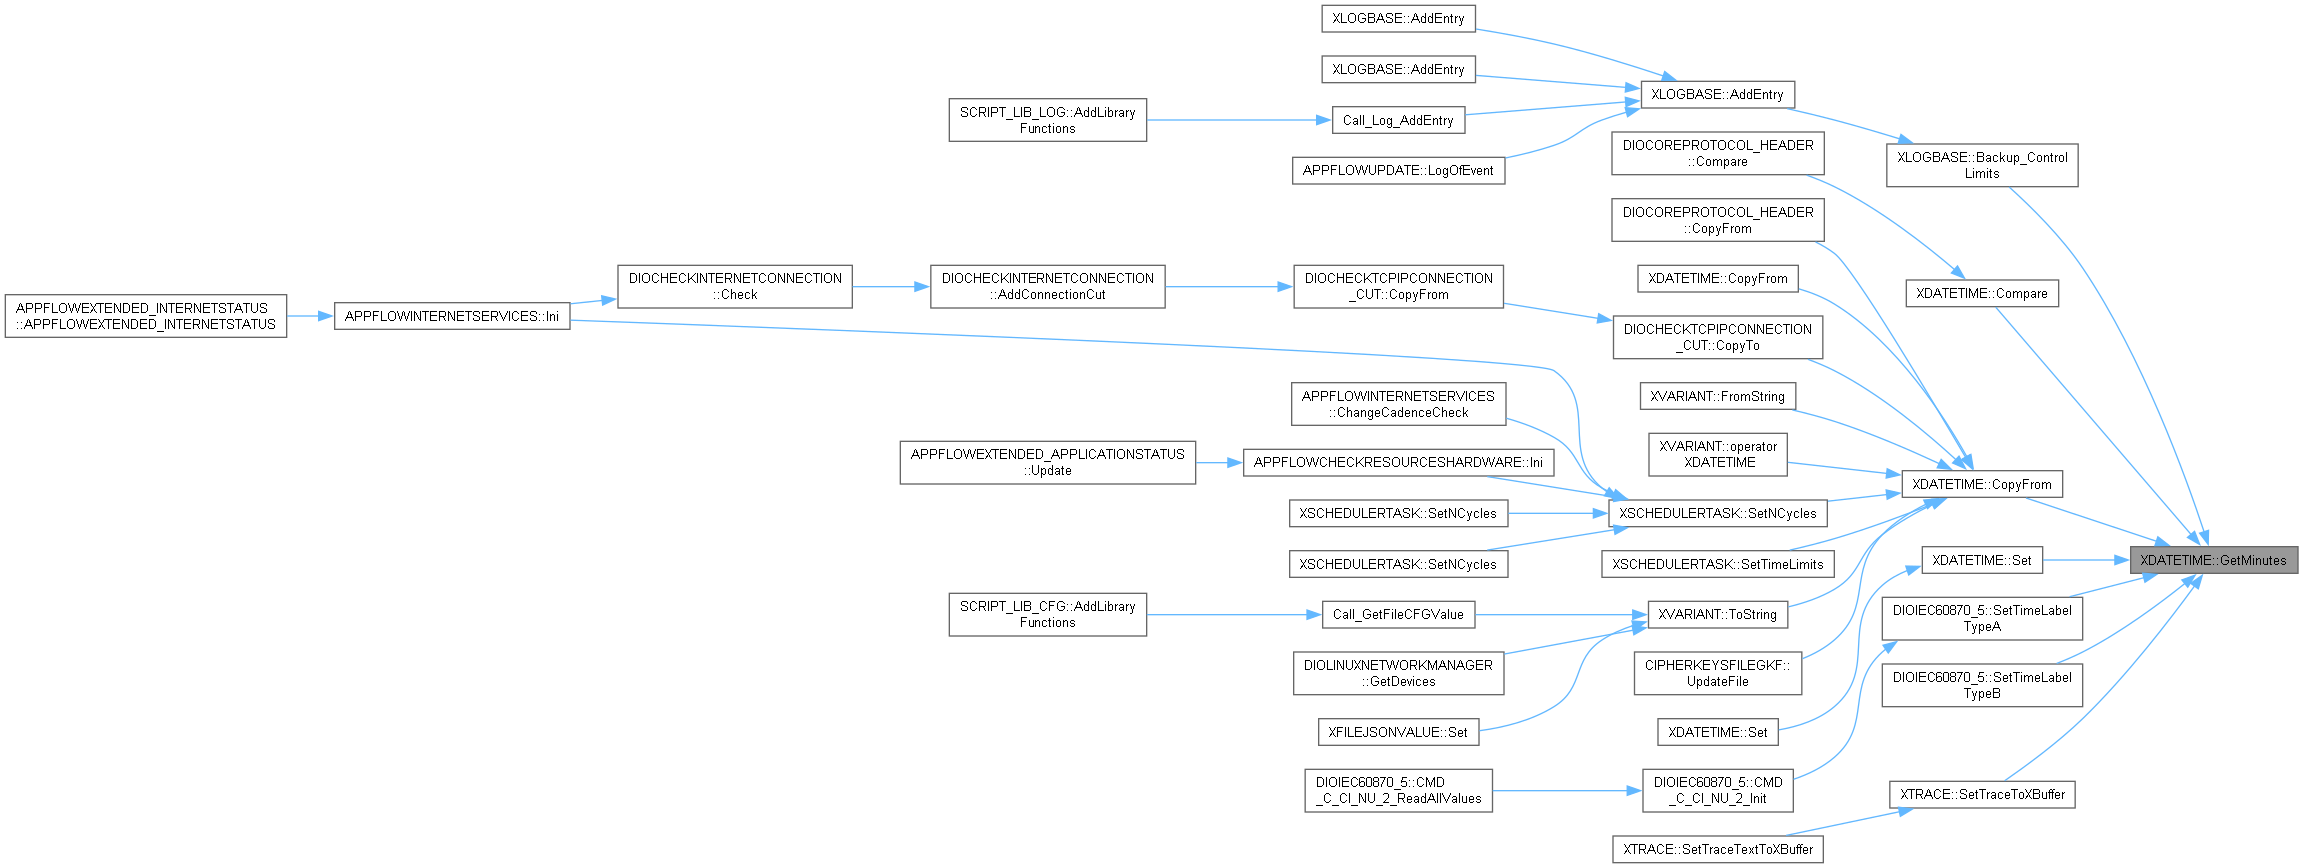 XLOGBASE::AddEntry
XLOGBASE::AddEntry
XLOGBASE::AddEntry
SCRIPT_LIB_LOG::AddLibrary
Functions
Call_Log_AddEntry
DIOCOREPROTOCOL_HEADER
::Compare
XLOGBASE::Backup_Control
Limits
APPFLOWUPDATE::LogOfEvent
DIOCOREPROTOCOL_HEADER
::CopyFrom
DIOCHECKINTERNETCONNECTION
::Check
DIOCHECKINTERNETCONNECTION
::AddConnectionCut
DIOCHECKTCPIPCONNECTION
_CUT::CopyFrom
XDATETIME::CopyFrom
XDATETIME::Compare
APPFLOWEXTENDED_INTERNETSTATUS
::APPFLOWEXTENDED_INTERNETSTATUS
APPFLOWINTERNETSERVICES::Ini
DIOCHECKTCPIPCONNECTION
_CUT::CopyTo
APPFLOWINTERNETSERVICES
::ChangeCadenceCheck
XVARIANT::FromString
XVARIANT::operator
XDATETIME
APPFLOWEXTENDED_APPLICATIONSTATUS
::Update
APPFLOWCHECKRESOURCESHARDWARE::Ini
XDATETIME::CopyFrom
XSCHEDULERTASK::SetNCycles
XSCHEDULERTASK::SetNCycles
XSCHEDULERTASK::SetNCycles
XSCHEDULERTASK::SetTimeLimits
XDATETIME::Set
XDATETIME::GetMinutes
SCRIPT_LIB_CFG::AddLibrary
Functions
Call_GetFileCFGValue
XVARIANT::ToString
DIOIEC60870_5::SetTimeLabel
TypeA
DIOLINUXNETWORKMANAGER
::GetDevices
CIPHERKEYSFILEGKF::
UpdateFile
DIOIEC60870_5::SetTimeLabel
TypeB
XFILEJSONVALUE::Set
XDATETIME::Set
DIOIEC60870_5::CMD
_C_CI_NU_2_ReadAllValues
DIOIEC60870_5::CMD
_C_CI_NU_2_Init
XTRACE::SetTraceToXBuffer
XTRACE::SetTraceTextToXBuffer